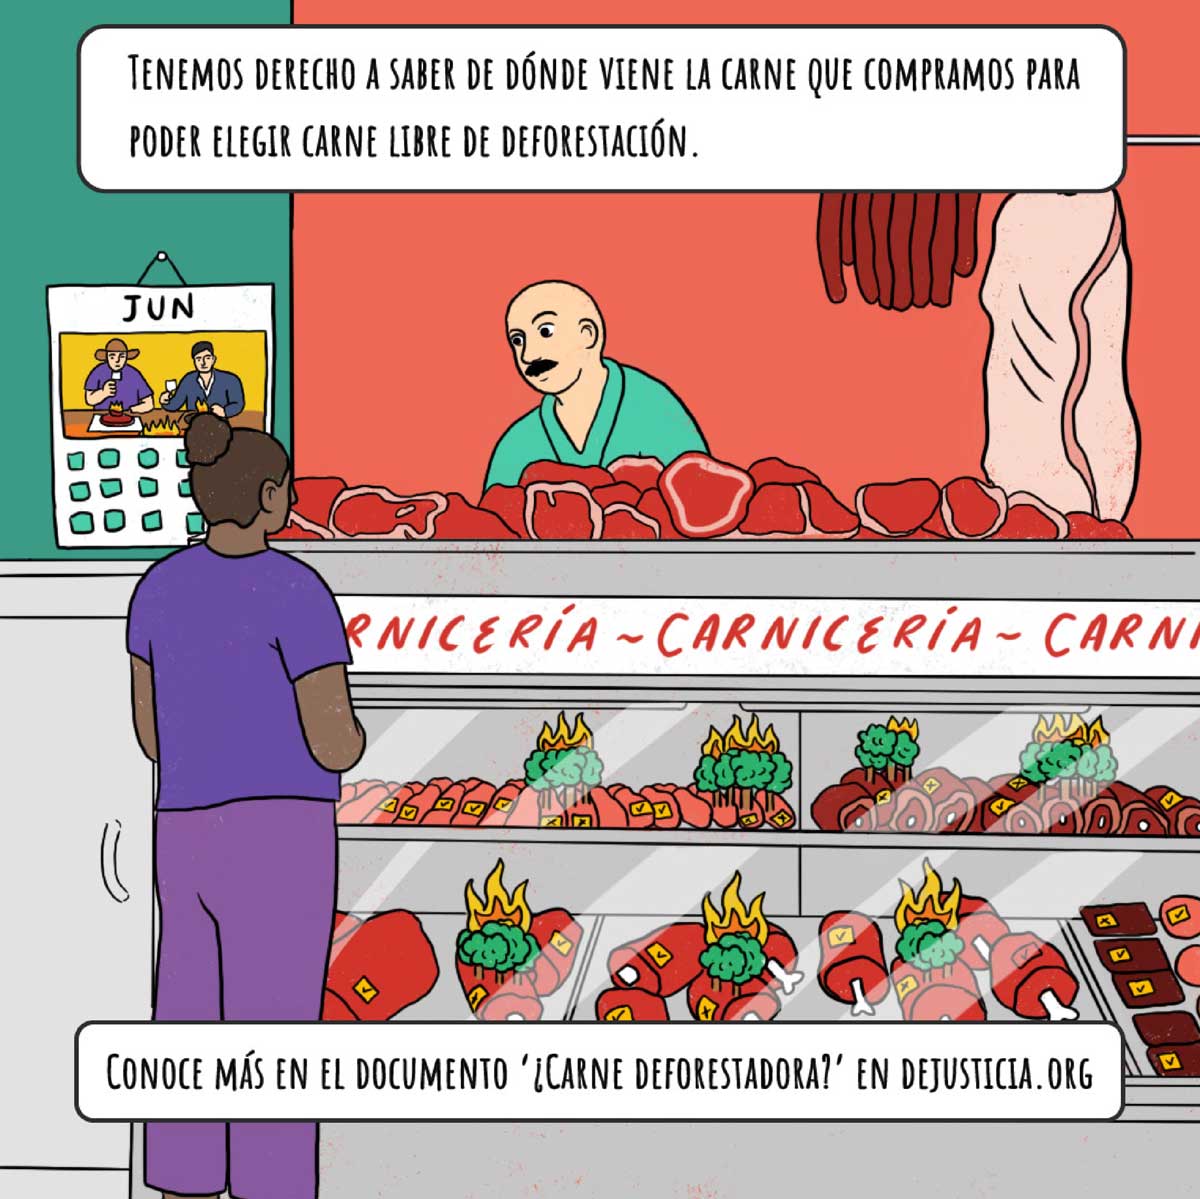 TENEMOS DERECHO A SABER DE DÓNDE VIENE LA CARNE QUE COMPRAMOS PARA
PODER ELEGIR CARNE LIBRE DE DEFORESTACIÓN.
JUN
RNICERÍA ~ CARNICERÍA ~ CARNI
CONOCE MÁS EN EL DOCUMENTO ‘¿CARNE DEFORESTADORA?’ EN DEJUSTICIA.ORG